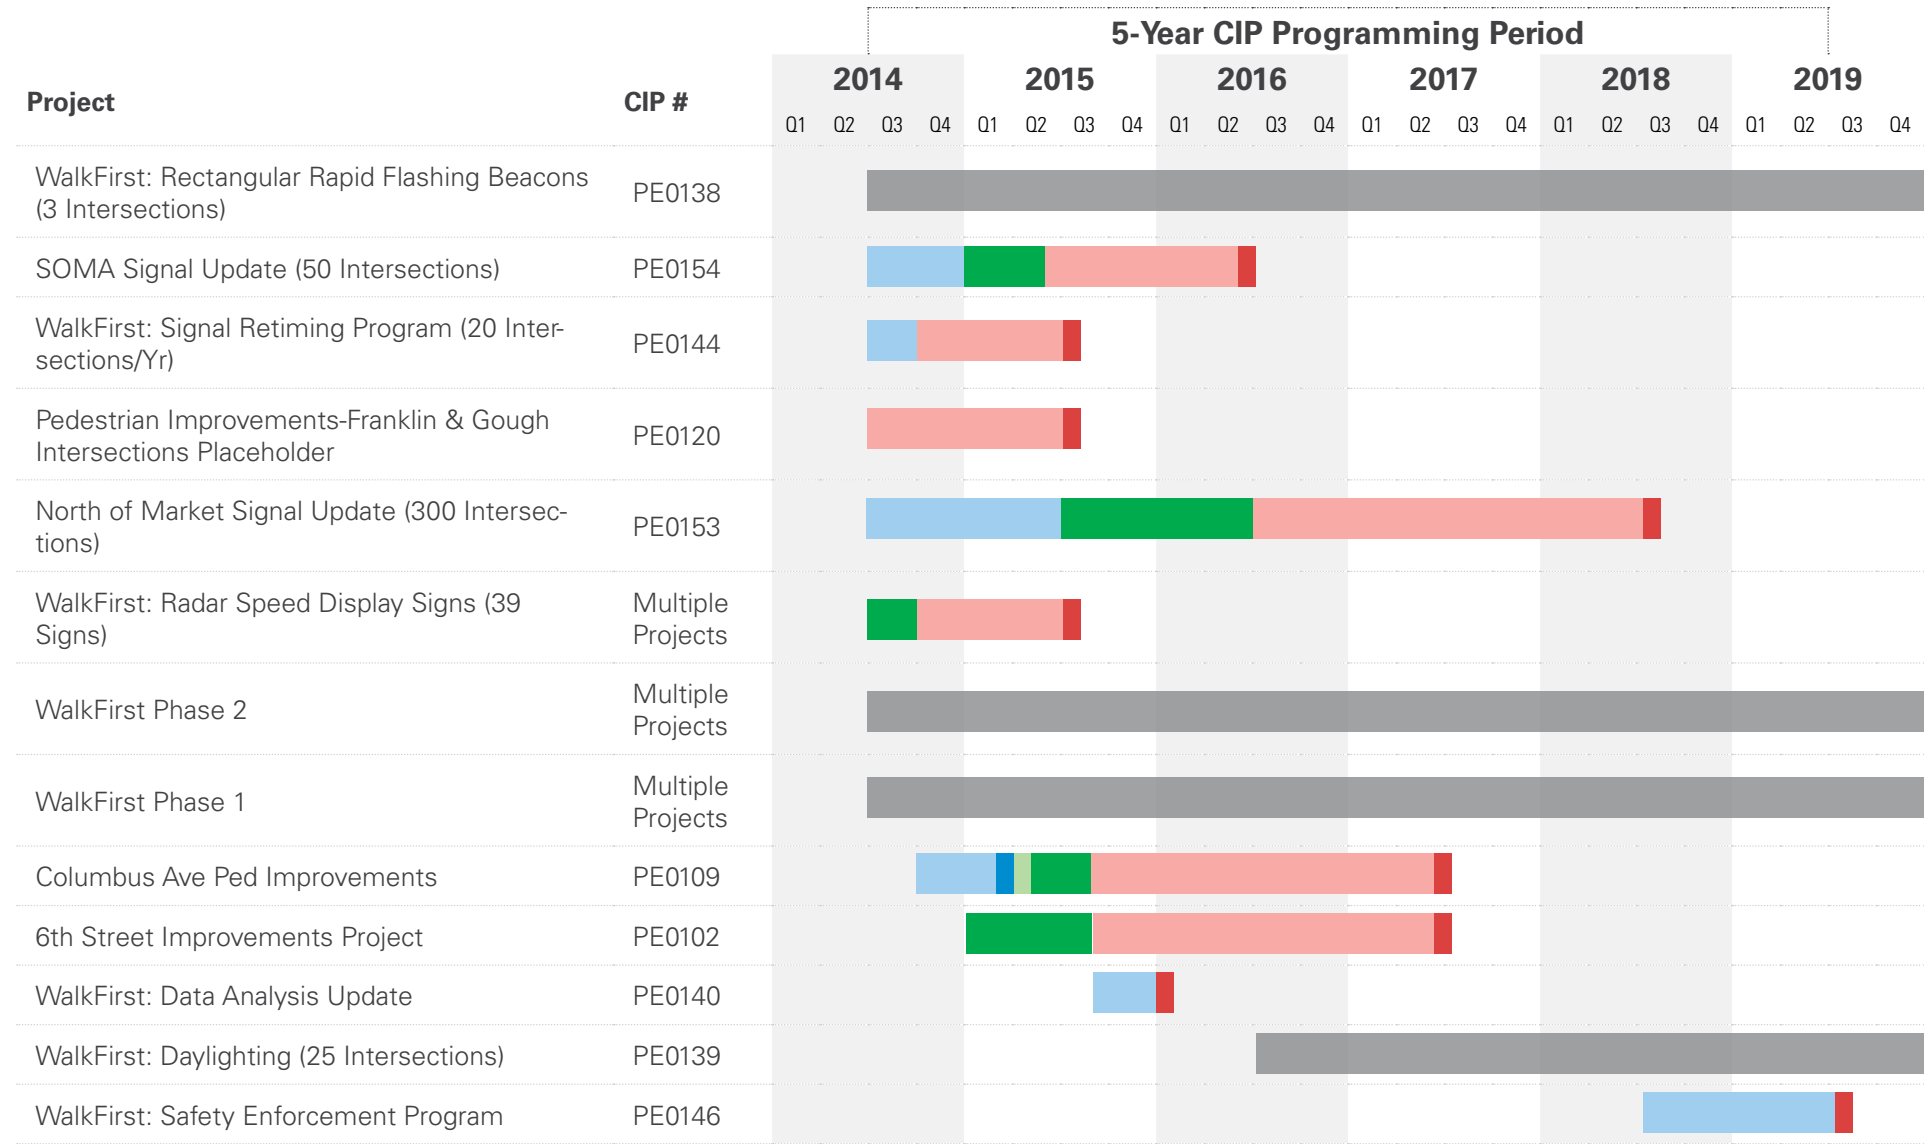 5-Year CIP Programming Period
2014 2015 2016 2017 2018 2019
Project CIP #
Q1 Q2 Q3 Q4 Q1 Q2 Q3 Q4 Q1 Q2 Q3 Q4 Q1 Q2 Q3 Q4 Q1 Q2 Q3 Q4 Q1 Q2 Q3 Q4
WalkFirst: Rectangular Rapid Flashing Beacons
(3 Intersections)
PE0138
SOMA Signal Update (50 Intersections) PE0154
WalkFirst: Signal Retiming Program (20 Inter-
sections/Yr)
PE0144
Pedestrian Improvements-Franklin & Gough
Intersections Placeholder
PE0120
North of Market Signal Update (300 Intersec-
tions)
PE0153
WalkFirst: Radar Speed Display Signs (39
Signs)
Multiple
Projects
WalkFirst Phase 2
Multiple
Projects
WalkFirst Phase 1
Multiple
Projects
Columbus Ave Ped Improvements PE0109
6th Street Improvements Project PE0102
WalkFirst: Data Analysis Update PE0140
WalkFirst: Daylighting (25 Intersections) PE0139
WalkFirst: Safety Enforcement Program PE0146